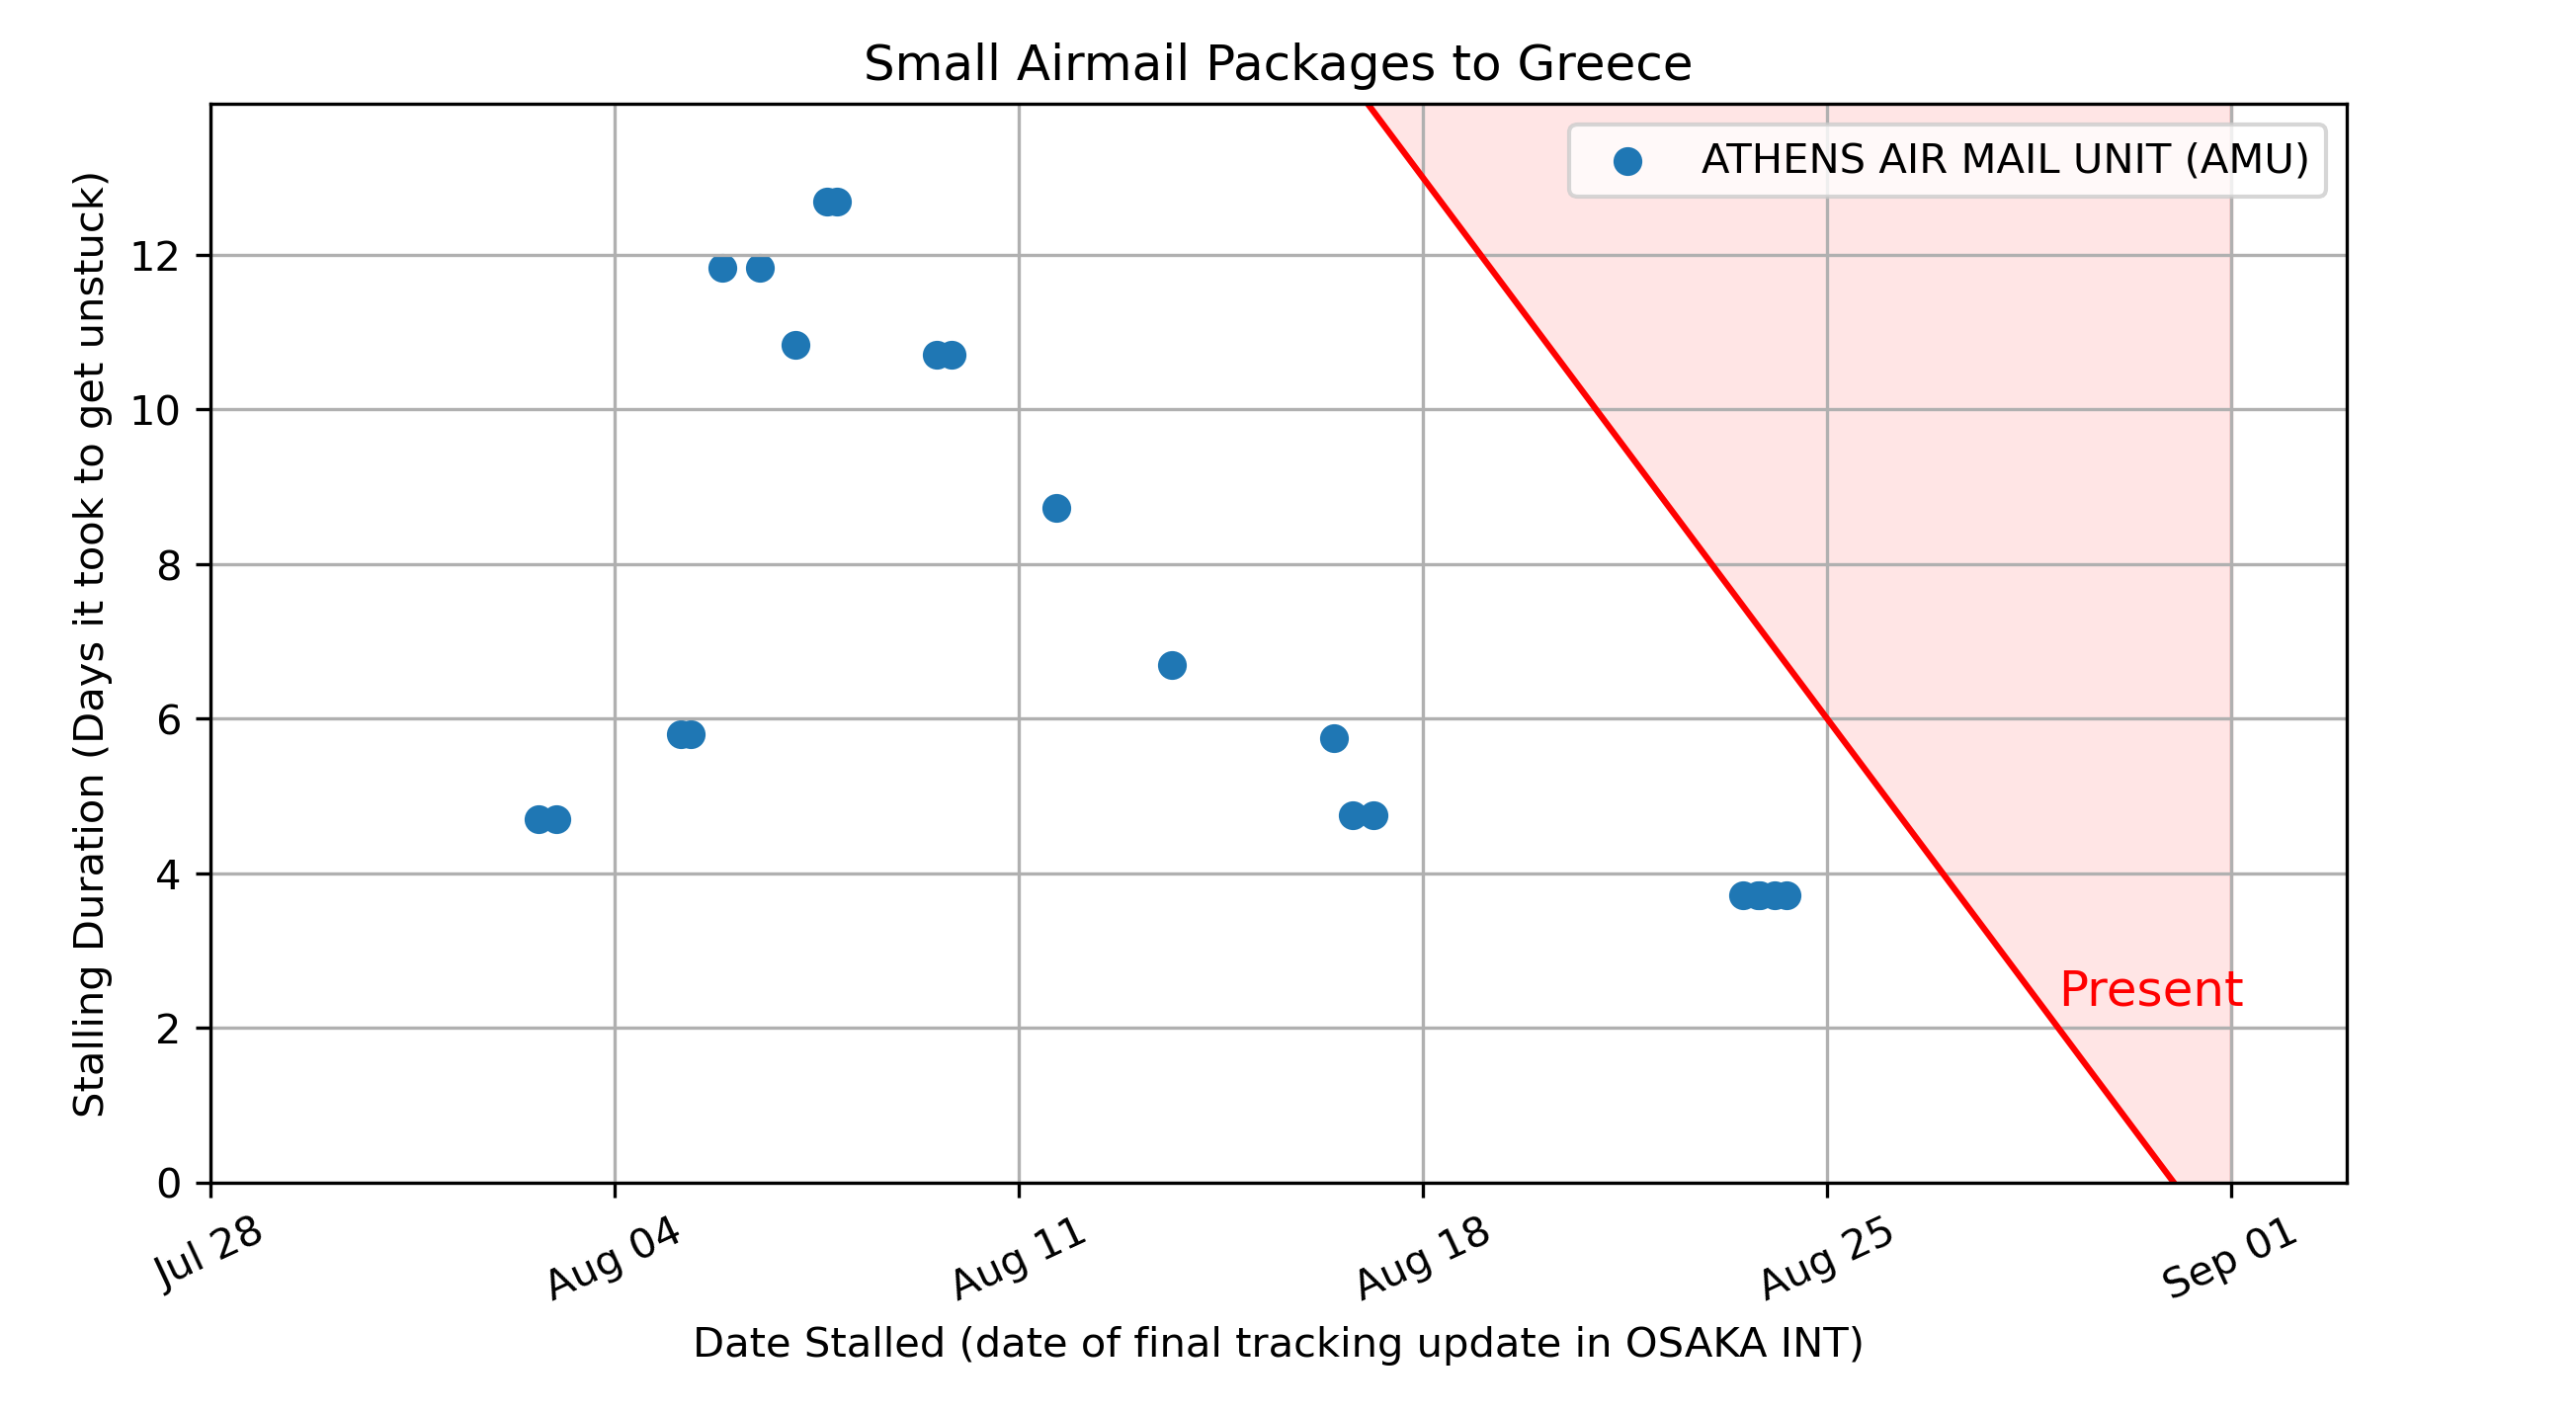 Small Airmail Packages to Greece
ATHENS AIR MAIL UNIT (AMU)
Stalling Duration (Days it took to get unstuck)
12
10
8
6
4
2
0
Present
Jul 28
Aug 04
Aug 11
Aug 18
Aug 25
Sep 01
Date Stalled (date of final tracking update in OSAKA INT)